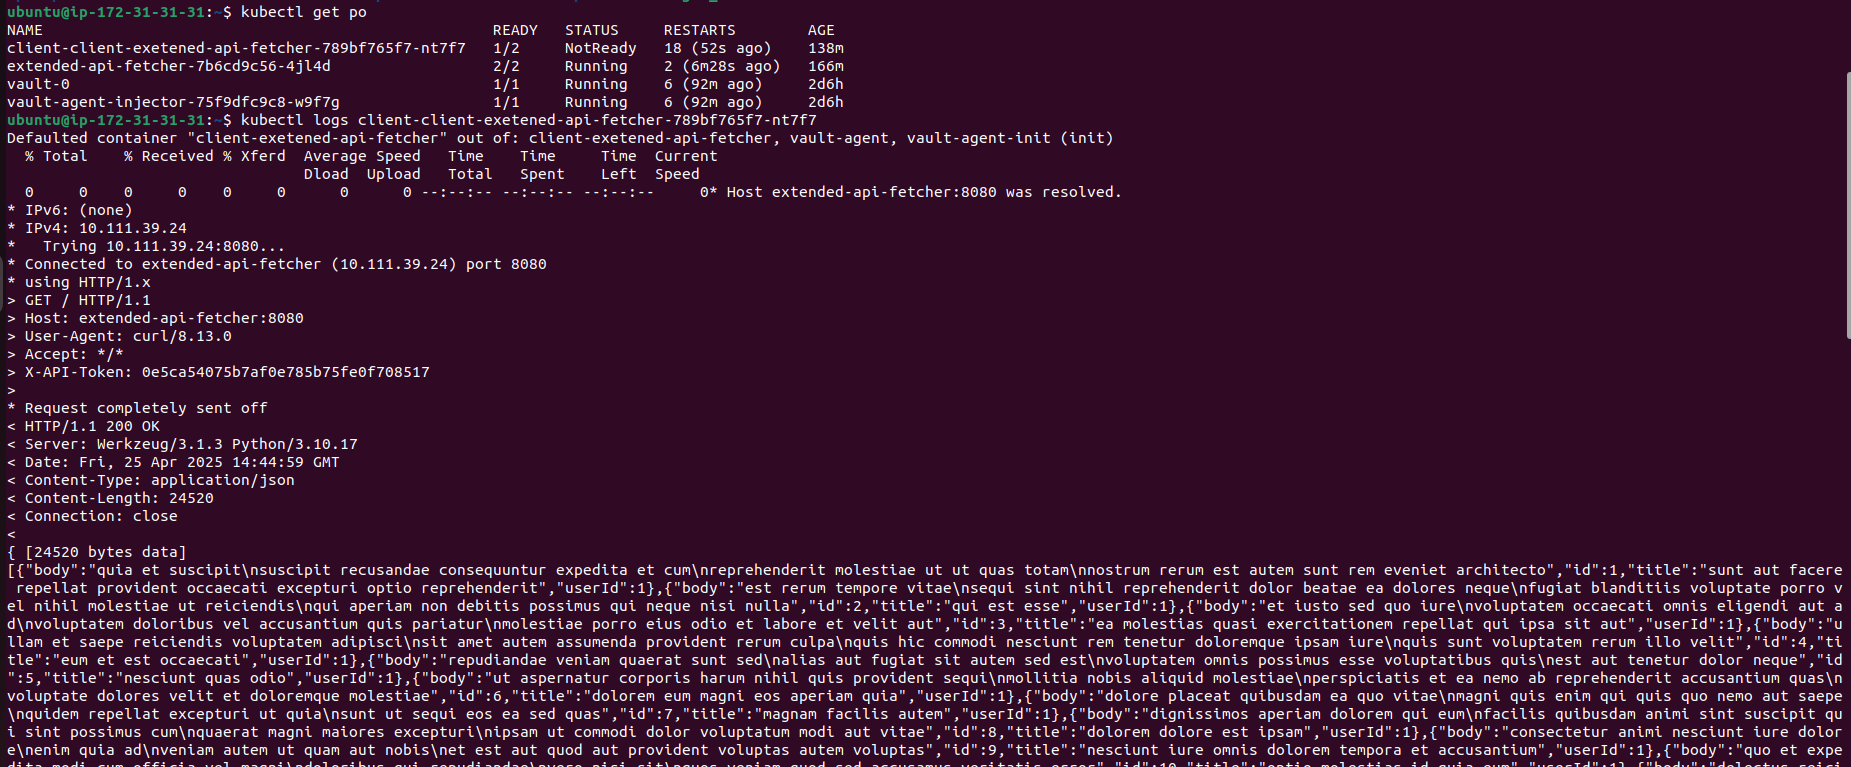 ubuntu@ip-172-31-31-31:~$ kubectl get po
NAME                                                  READY   STATUS     RESTARTS        AGE
client-client-exetened-api-fetcher-789bf765f7-nt7f7   1/2     NotReady   18 (52s ago)    138m
extended-api-fetcher-7b6cd9c56-4jl4d                  2/2     Running    2 (6m28s ago)   166m
vault-0                                               1/1     Running    6 (92m ago)     2d6h
vault-agent-injector-75f9dfc9c8-w9f7g                 1/1     Running    6 (92m ago)     2d6h
ubuntu@ip-172-31-31-31:~$ kubectl logs client-client-exetened-api-fetcher-789bf765f7-nt7f7
Defaulted container "client-exetened-api-fetcher" out of: client-exetened-api-fetcher, vault-agent, vault-agent-init (init)
  % Total    % Received % Xferd  Average Speed   Time    Time     Time  Current
                                 Dload  Upload   Total   Spent    Left  Speed
  0     0    0     0    0     0      0      0 --:--:-- --:--:-- --:--:--     0* Host extended-api-fetcher:8080 was resolved.
* IPv6: (none)
* IPv4: 10.111.39.24
*   Trying 10.111.39.24:8080...
* Connected to extended-api-fetcher (10.111.39.24) port 8080
* using HTTP/1.x
> GET / HTTP/1.1
> Host: extended-api-fetcher:8080
> User-Agent: curl/8.13.0
> Accept: */*
> X-API-Token: 0e5ca54075b7af0e785b75fe0f708517
>
* Request completely sent off
< HTTP/1.1 200 OK
< Server: Werkzeug/3.1.3 Python/3.10.17
< Date: Fri, 25 Apr 2025 14:44:59 GMT
< Content-Type: application/json
< Content-Length: 24520
< Connection: close
<
{ [24520 bytes data]
[{"body":"quia et suscipit\nsuscipit recusandae consequuntur expedita et cum\nreprehenderit molestiae ut ut quas totam\nnostrum rerum est autem sunt rem eveniet architecto","id":1,"title":"sunt aut facere
 repellat provident occaecati excepturi optio reprehenderit","userId":1},{"body":"est rerum tempore vitae\nsequi sint nihil reprehenderit dolor beatae ea dolores neque\nfugiat blanditiis voluptate porro v
el nihil molestiae ut reiciendis\nqui aperiam non debitis possimus qui neque nisi nulla","id":2,"title":"qui est esse","userId":1},{"body":"et iusto sed quo iure\nvoluptatem occaecati omnis eligendi aut a
d\nvoluptatem doloribus vel accusantium quis pariatur\nmolestiae porro eius odio et labore et velit aut","id":3,"title":"ea molestias quasi exercitationem repellat qui ipsa sit aut","userId":1},{"body":"u
llam et saepe reiciendis voluptatem adipisci\nsit amet autem assumenda provident rerum culpa\nquis hic commodi nesciunt rem tenetur doloremque ipsam iure\nquis sunt voluptatem rerum illo velit","id":4,"ti
tle":"eum et est occaecati","userId":1},{"body":"repudiandae veniam quaerat sunt sed\nalias aut fugiat sit autem sed est\nvoluptatem omnis possimus esse voluptatibus quis\nest aut tenetur dolor neque","id
":5,"title":"nesciunt quas odio","userId":1},{"body":"ut aspernatur corporis harum nihil quis provident sequi\nmollitia nobis aliquid molestiae\nperspiciatis et ea nemo ab reprehenderit accusantium quas\n
voluptate dolores velit et doloremque molestiae","id":6,"title":"dolorem eum magni eos aperiam quia","userId":1},{"body":"dolore placeat quibusdam ea quo vitae\nmagni quis enim qui quis quo nemo aut saepe
\nquidem repellat excepturi ut quia\nsunt ut sequi eos ea sed quas","id":7,"title":"magnam facilis autem","userId":1},{"body":"dignissimos aperiam dolorem qui eum\nfacilis quibusdam animi sint suscipit qu
i sint possimus cum\nquaerat magni maiores excepturi\nipsam ut commodi dolor voluptatum modi aut vitae","id":8,"title":"dolorem dolore est ipsam","userId":1},{"body":"consectetur animi nesciunt iure dolor
e\nenim quia ad\nveniam autem ut quam aut nobis\net est aut quod aut provident voluptas autem voluptas","id":9,"title":"nesciunt iure omnis dolorem tempora et accusantium","userId":1},{"body":"quo et expe